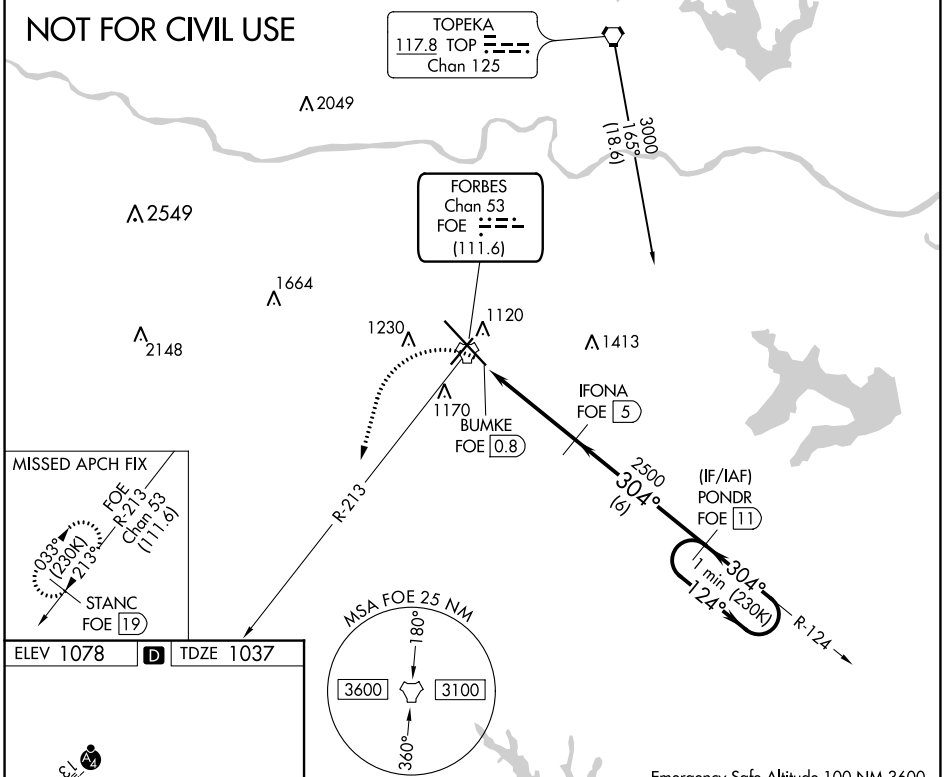 NOT FOR CIVIL USE
TOPEKA
117.8 TOP
Chan 125
2049
3000
165°
(18.6)
FORBES
Chan 53
FOE
(111.6)
2549
1664
2148
1230
1120
1413
1170
BUMKE
FOE 0.8
IFONA
FOE 5
2500
304°
(6)
(IF/IAF)
PONDR
FOE 11
304°
1 min (230K)
124°
R-124
R-213
MISSED APCH FIX
FOE
R-213
Chan 53
(111.6)
033°
(230K)
213°
STANC
FOE 19
MSA FOE 25 NM
180°
3600
3100
360°
ELEV 1078 D TDZE 1037
A4
13
Emergency Safe Altitude 100 NM 3600